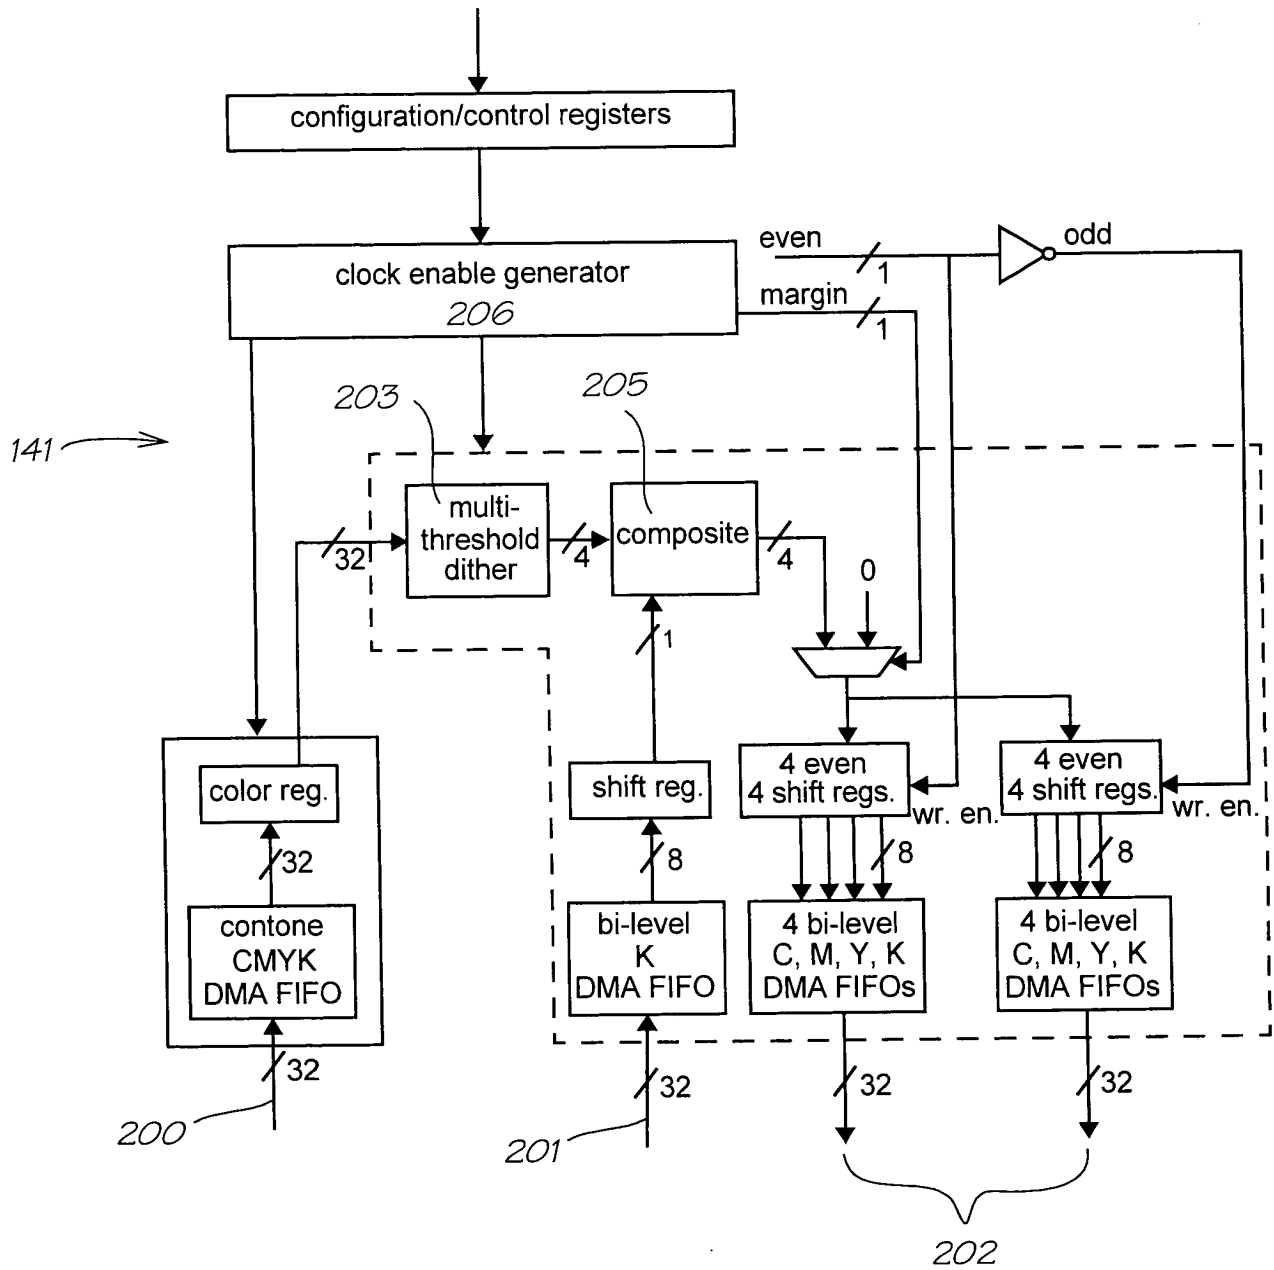 configuration/control registers
clock enable generator
206
even
1
odd
margin
1
141
203
205
32
multi-
threshold
dither
4
composite
4
0
1
color reg.
32
contone
CMYK
DMA FIFO
32
200
shift reg.
8
bi-level
K
DMA FIFO
32
201
4 even
4 shift regs.
wr. en.
8
4 bi-level
C, M, Y, K
DMA FIFOs
32
4 even
4 shift regs.
wr. en.
8
4 bi-level
C, M, Y, K
DMA FIFOs
32
202